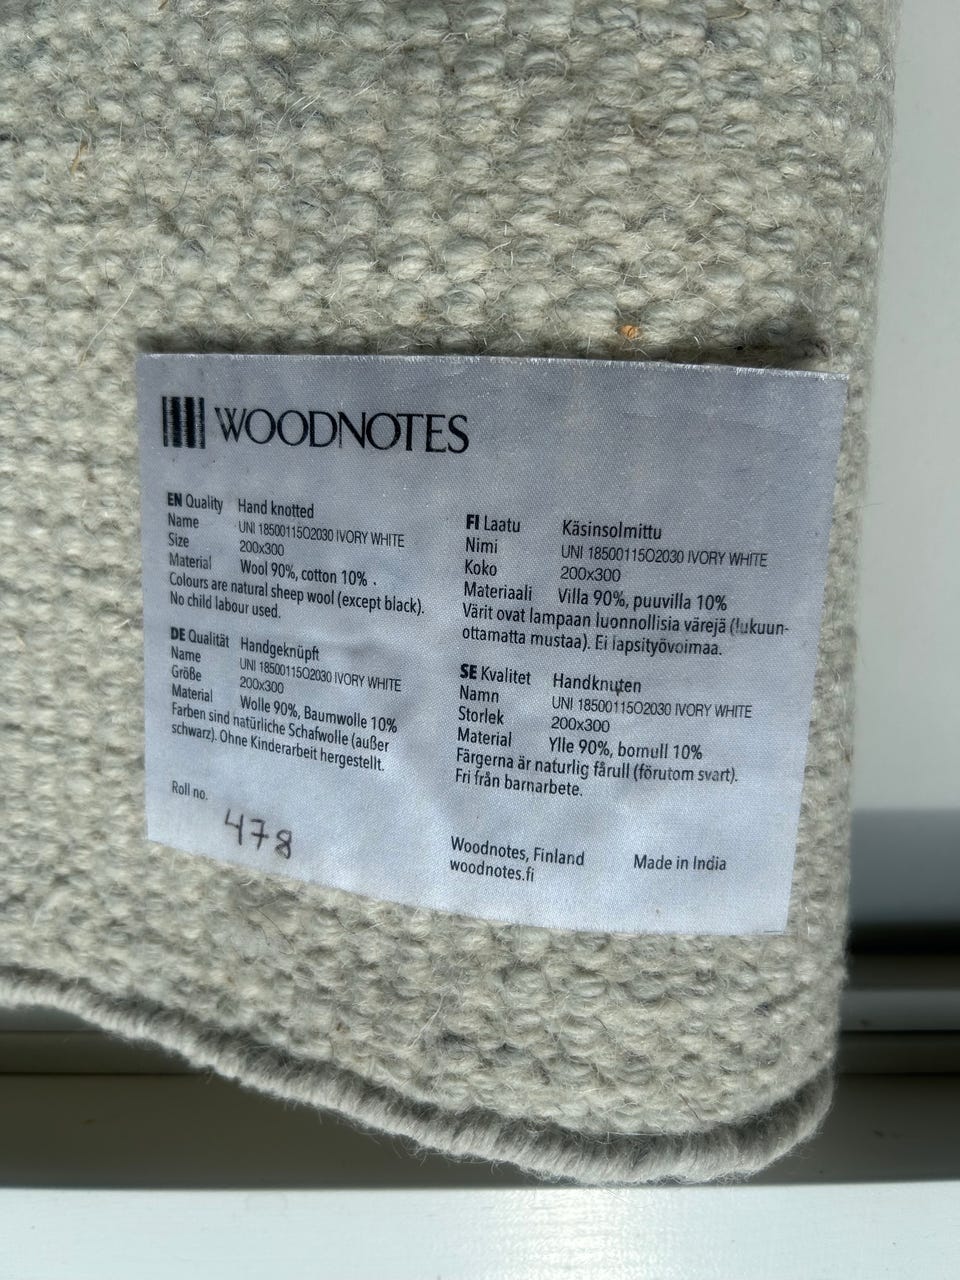 WOODNOTES
EN Quality Hand knotted
Name UNI 18500115O2030 IVORY WHITE
Size 200x300
Material Wool 90%, cotton 10% .
Colours are natural sheep wool (except black).
No child labour used.
DE Qualität Handgeknüpft
Name UNI 18500115O2030 IVORY WHITE
Größe 200x300
Material Wolle 90%, Baumwolle 10%
Farben sind natürliche Schafwolle (außer
schwarz). Ohne Kinderarbeit hergestellt.
Roll no.
478
FI Laatu Käsinsolmittu
Nimi UNI 18500115O2030 IVORY WHITE
Koko 200x300
Materiaali Villa 90%, puuvilla 10%
Värit ovat lampaan luonnollisia värejä (lukuun-
ottamatta mustaa). Ei lapsityövoimaa.
SE Kvalitet Handknuten
Namn UNI 18500115O2030 IVORY WHITE
Storlek 200x300
Material Ylle 90%, bomull 10%
Färgerna är naturlig fårull (förutom svart).
Fri från barnarbete.
Woodnotes, Finland Made in India
woodnotes.fi